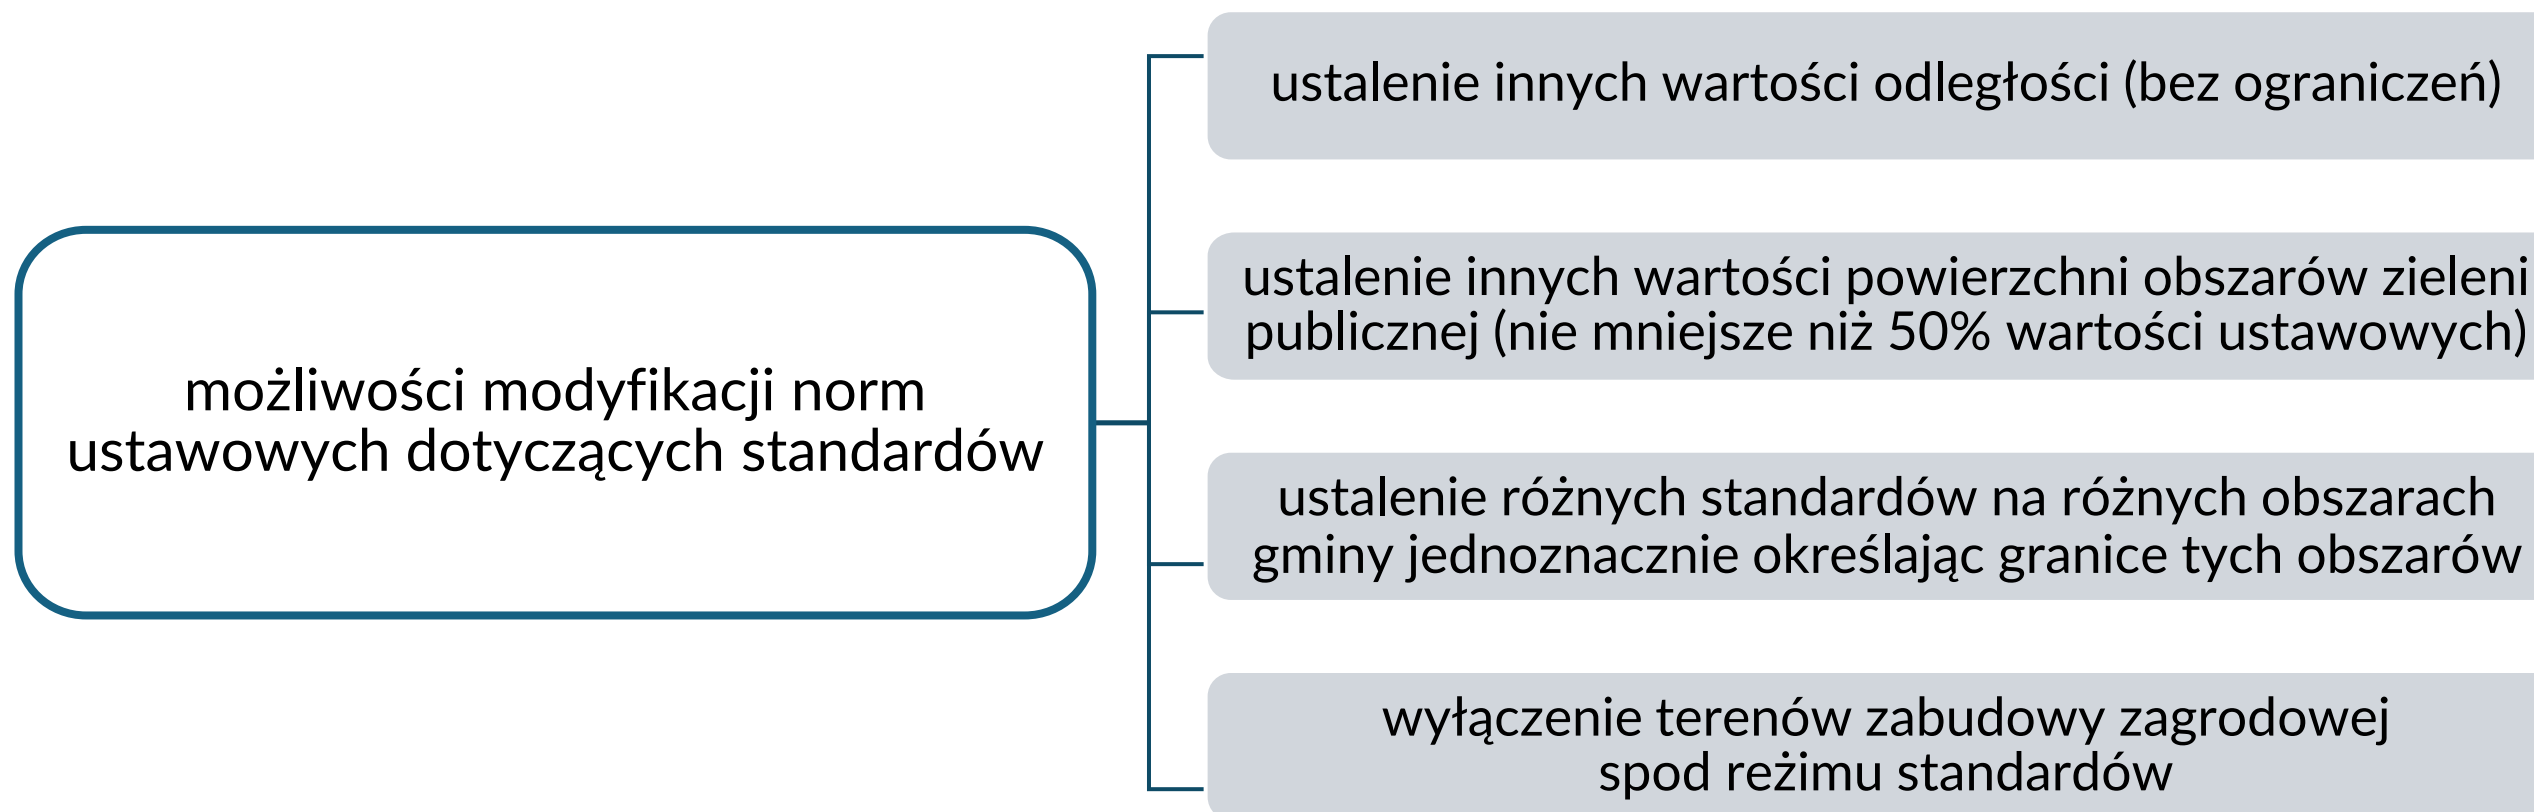 możliwości modyfikacji norm
ustawowych dotyczących standardów
ustalenie innych wartości odległości (bez ograniczeń)
ustalenie innych wartości powierzchni obszarów zieleni
publicznej (nie mniejsze niż 50% wartości ustawowych)
ustalenie różnych standardów na różnych obszarach
gminy jednoznacznie określając granice tych obszarów
wyłączenie terenów zabudowy zagrodowej
spod reżimu standardów